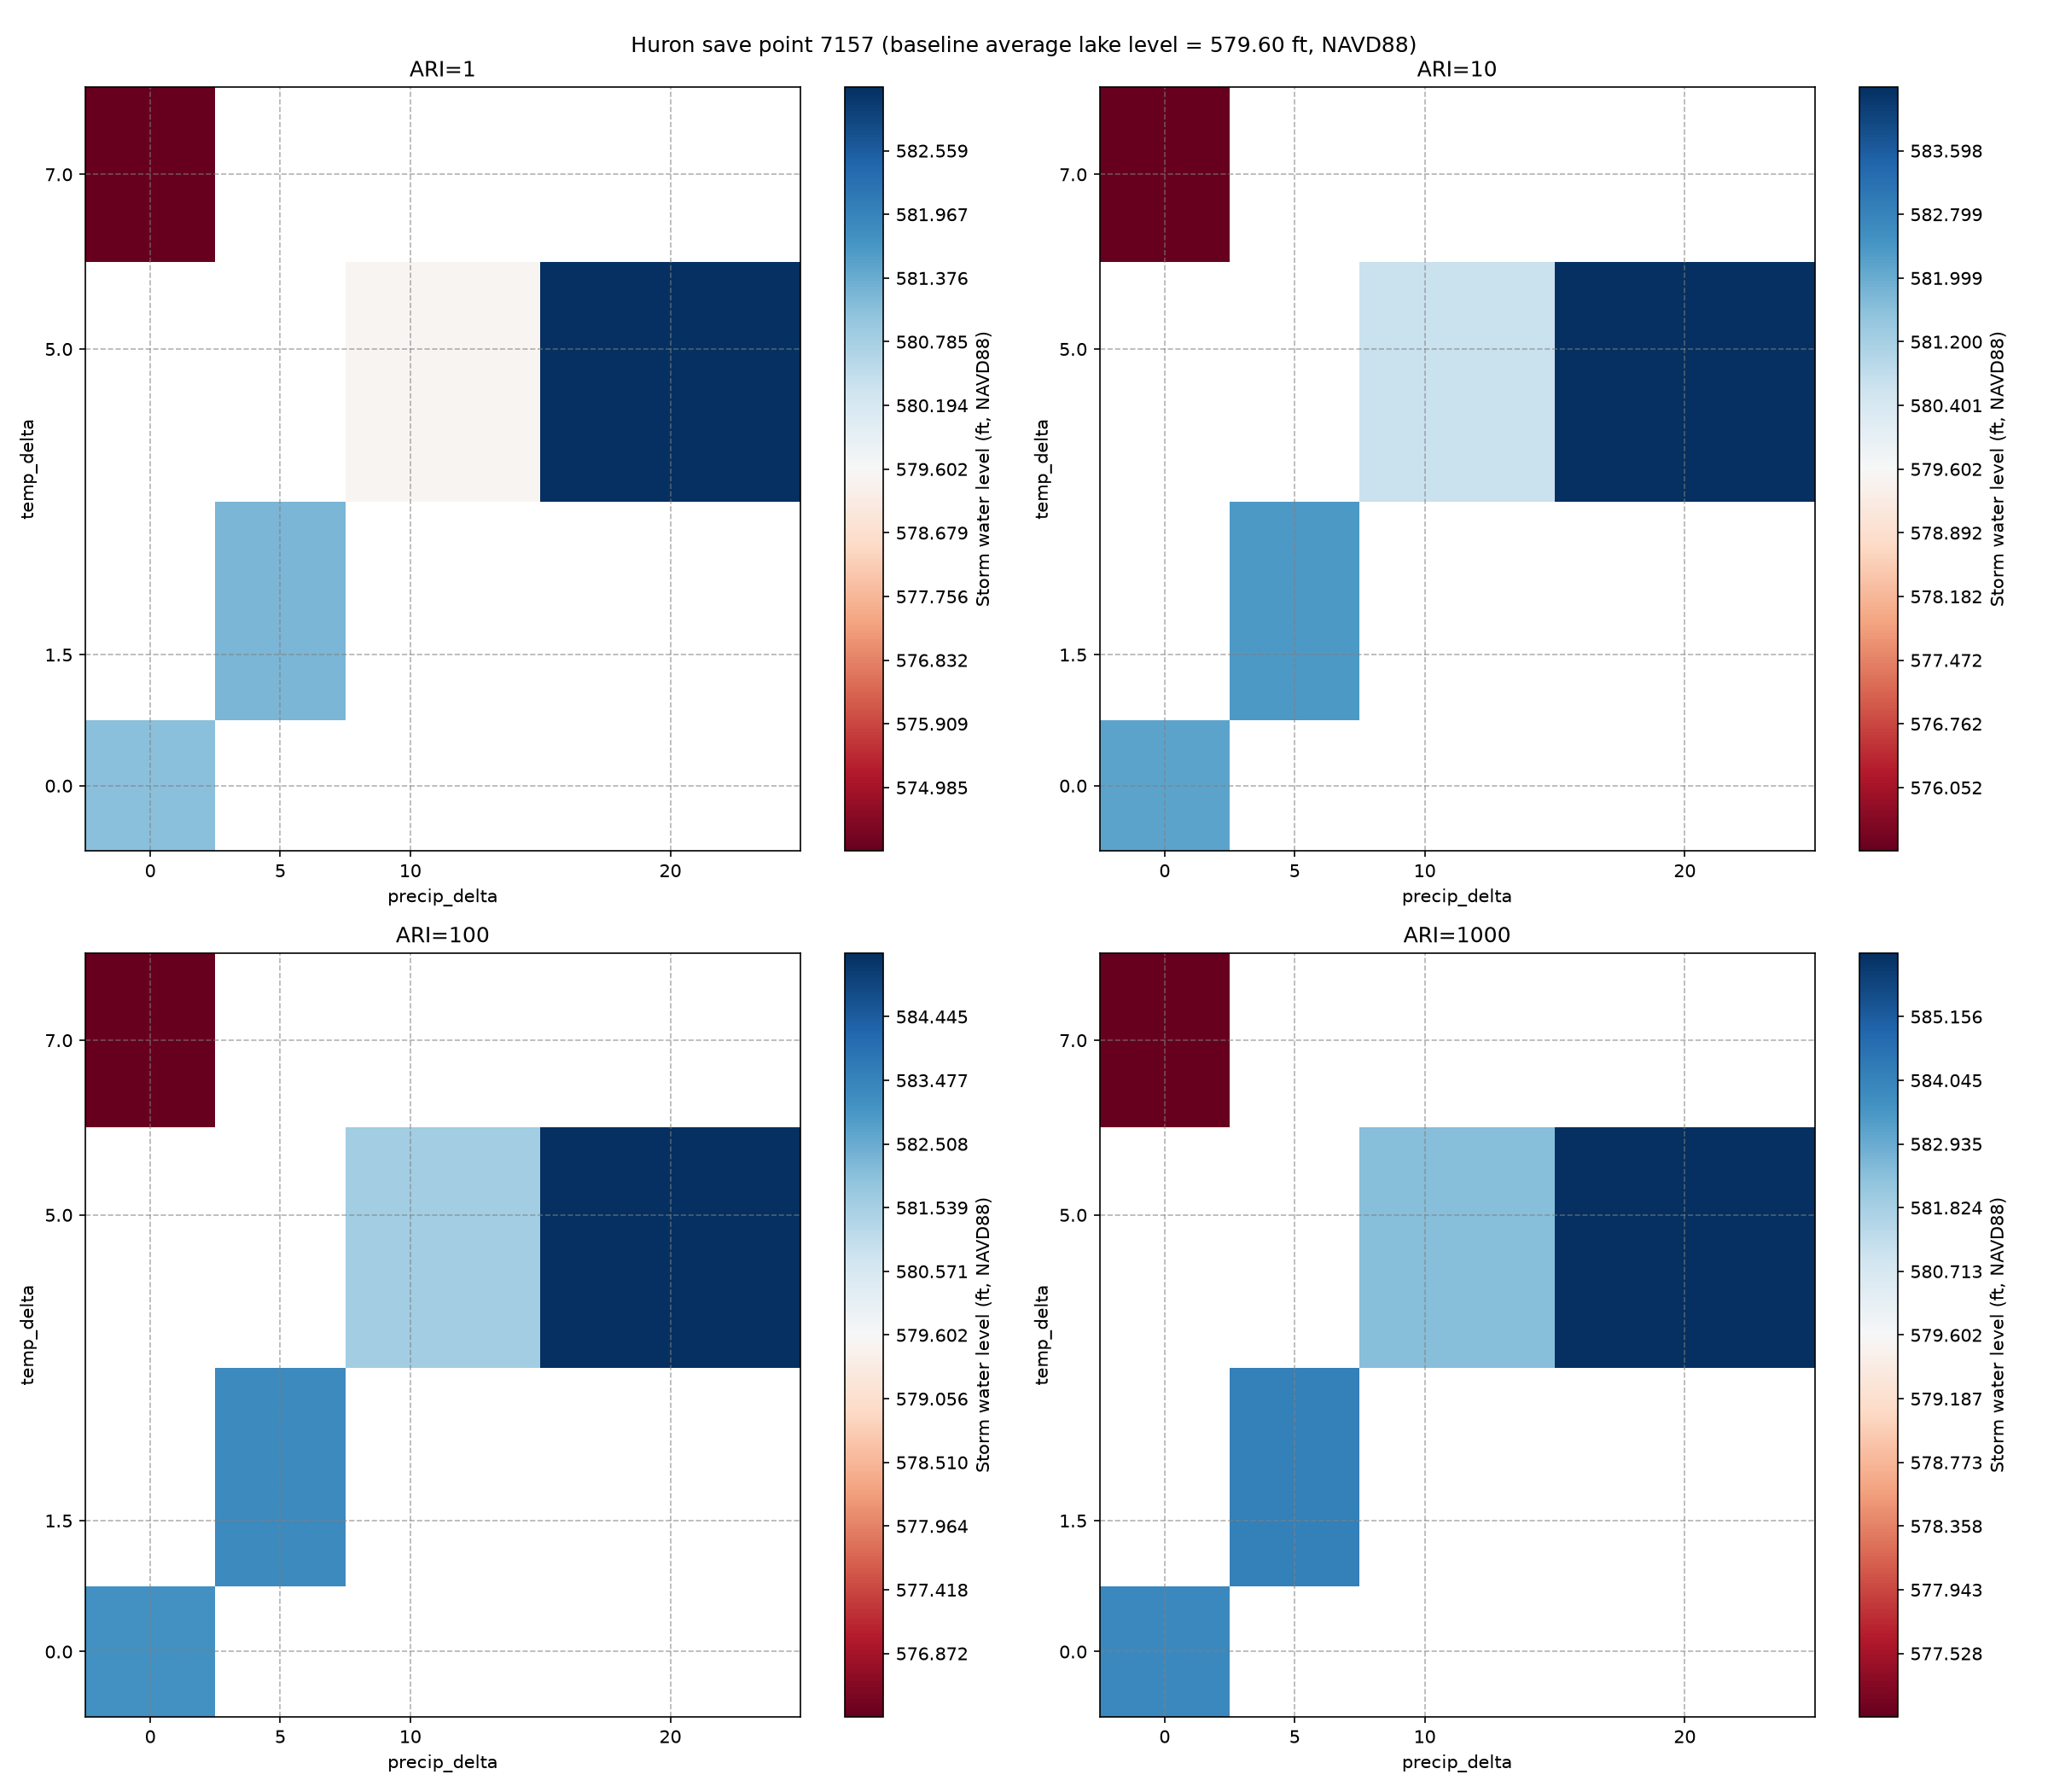 Huron save point 7157 (baseline average lake level = 579.60 ft, NAVD88)
ARI=1
7.0
5.0
1.5
0.0
temp_delta
0 5 10 20
precip_delta
582.559
581.967
581.376
580.785
580.194
579.602
578.679
577.756
576.832
575.909
574.985
Storm water level (ft, NAVD88)
ARI=10
7.0
5.0
1.5
0.0
temp_delta
0 5 10 20
precip_delta
583.598
582.799
581.999
581.200
580.401
579.602
578.892
578.182
577.472
576.762
576.052
Storm water level (ft, NAVD88)
ARI=100
7.0
5.0
1.5
0.0
temp_delta
0 5 10 20
precip_delta
584.445
583.477
582.508
581.539
580.571
579.602
579.056
578.510
577.964
577.418
576.872
Storm water level (ft, NAVD88)
ARI=1000
7.0
5.0
1.5
0.0
temp_delta
0 5 10 20
precip_delta
585.156
584.045
582.935
581.824
580.713
579.602
579.187
578.773
578.358
577.943
577.528
Storm water level (ft, NAVD88)